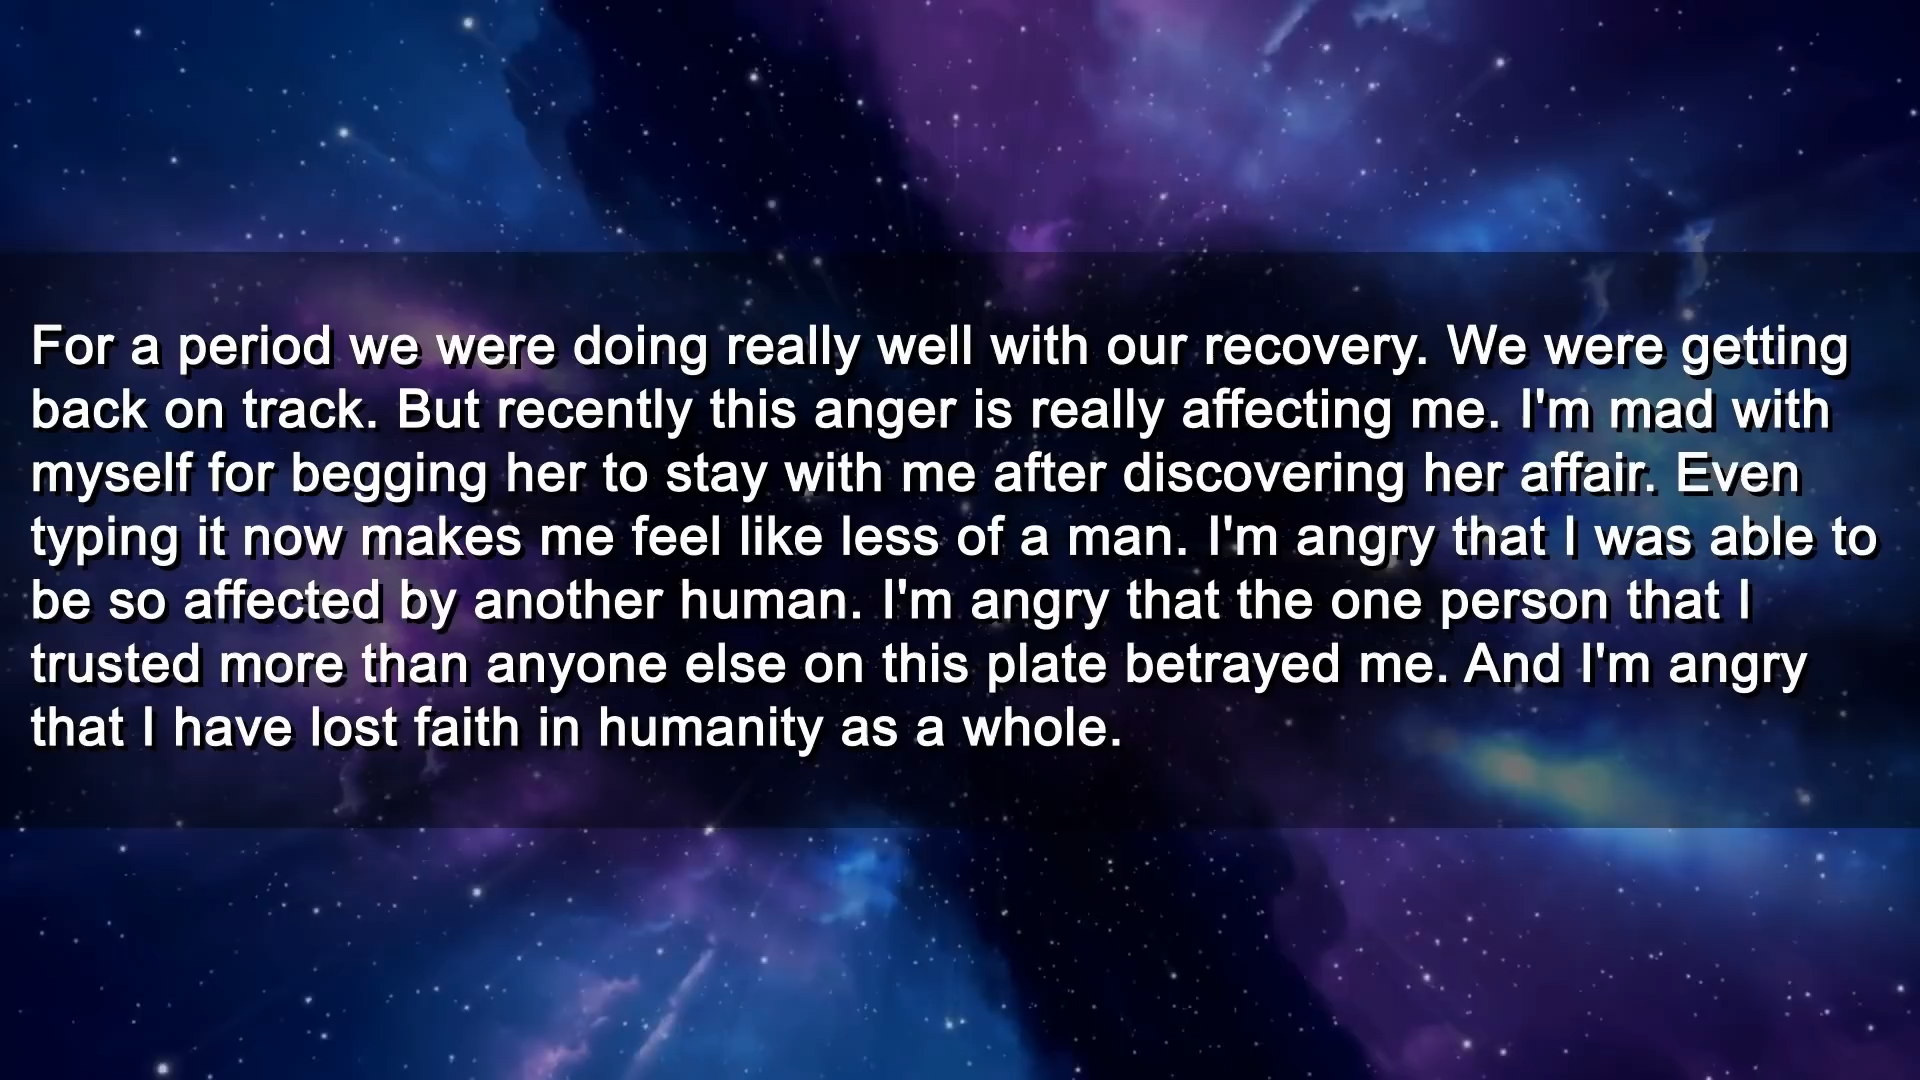 For a period we were doing really well with our recovery. We were getting
back on track. But recently this anger is really affecting me. I'm mad with
myself for begging her to stay with me after discovering her affair. Even
typing it now makes me feel like less of a man. I'm angry that I was able to
be so affected by another human. I'm angry that the one person that I
trusted more than anyone else on this plate betrayed me. And I'm angry
that I have lost faith in humanity as a whole.